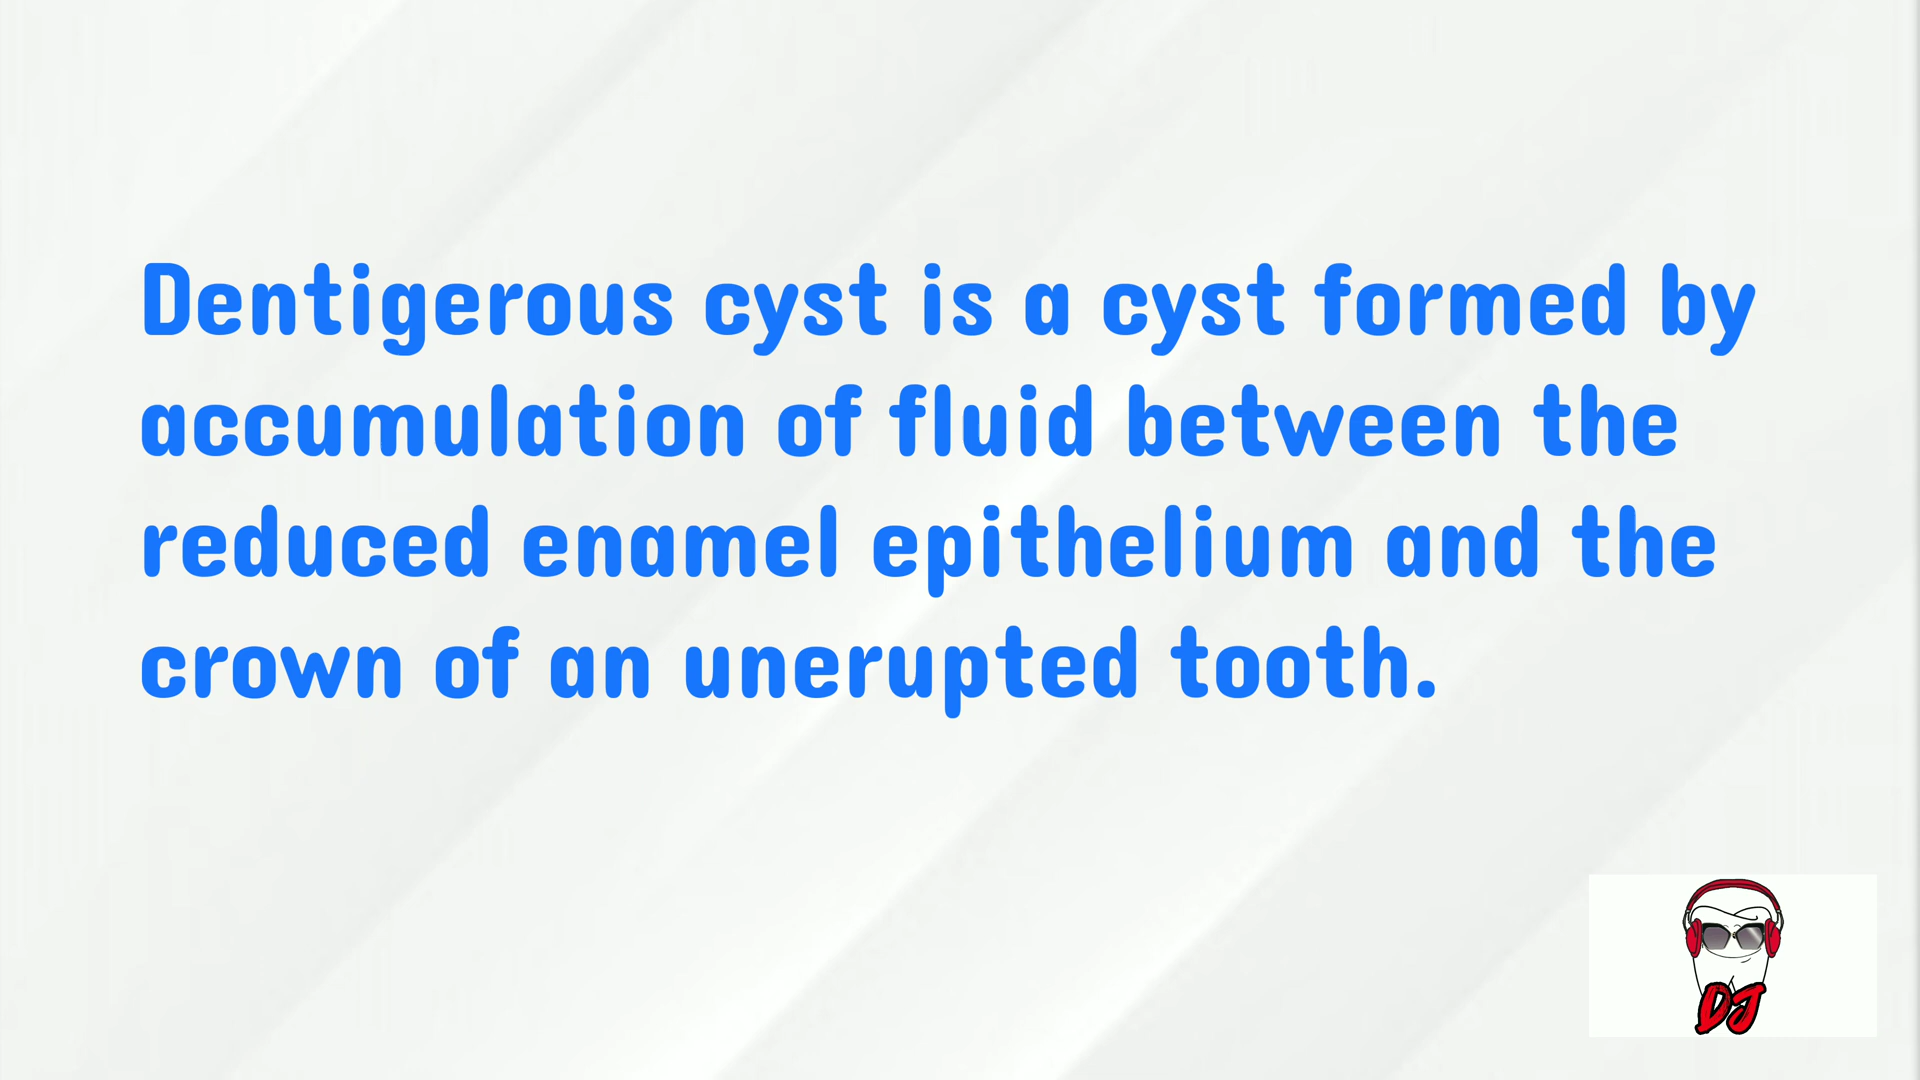 Dentigerous cyst is a cyst formed by
accumulation of fluid between the
reduced enamel epithelium and the
crown of an unerupted tooth.
DJ